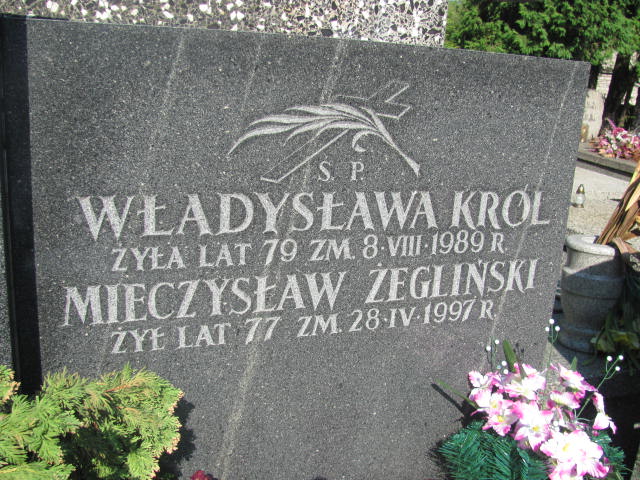 Ś. P.
WŁADYSŁAWA KRÓL
ŻYŁA LAT 79 ZM. 8·VIII·1989 R.
MIECZYSŁAW ŻEGLIŃSKI
ŻYŁ LAT 77 ZM. 28·IV·1997 R.